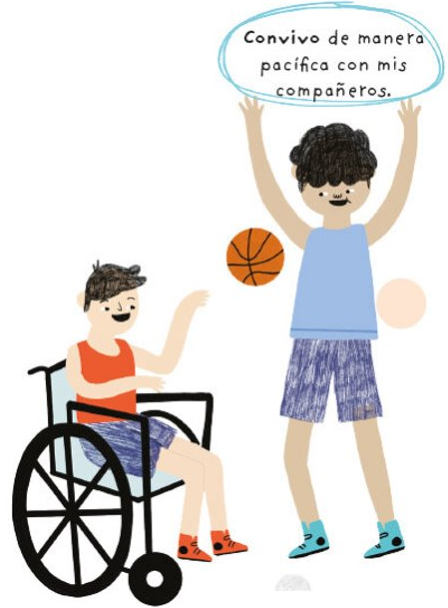 Convivo de manera
pacífica con mis
compañeros.